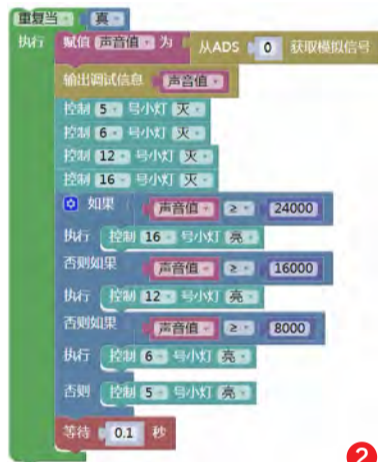 重复当 真
执行 赋值 声音值 为 从ADS 0 获取模拟信号
输出调试信息 声音值
控制 5 号小灯 灭
控制 6 号小灯 灭
控制 12 号小灯 灭
控制 16 号小灯 灭
如果 声音值 ≥ 24000
执行 控制 16 号小灯 亮
否则如果 声音值 ≥ 16000
执行 控制 12 号小灯 亮
否则如果 声音值 ≥ 8000
执行 控制 6 号小灯 亮
否则 控制 5 号小灯 亮
等待 0.1 秒
2